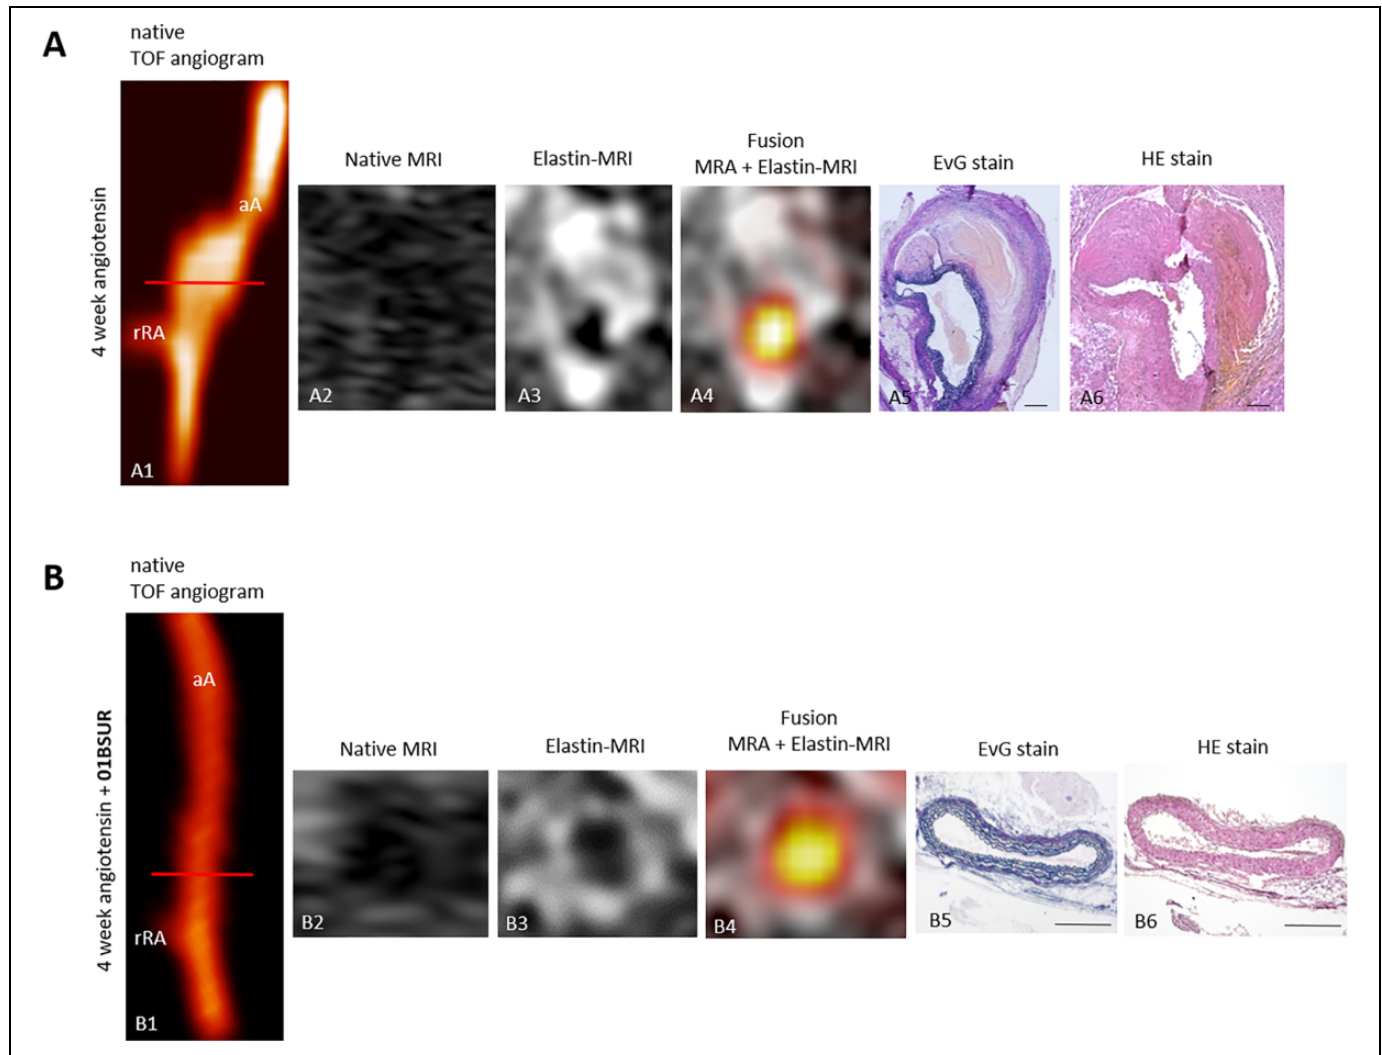 A
native
TOF angiogram
4 week angiotensin
aA
rRA
A1
Native MRI
A2
Elastin-MRI
A3
Fusion
MRA + Elastin-MRI
A4
EvG stain
A5
HE stain
A6
B
native
TOF angiogram
4 week angiotensin + 01BSUR
aA
rRA
B1
Native MRI
B2
Elastin-MRI
B3
Fusion
MRA + Elastin-MRI
B4
EvG stain
B5
HE stain
B6